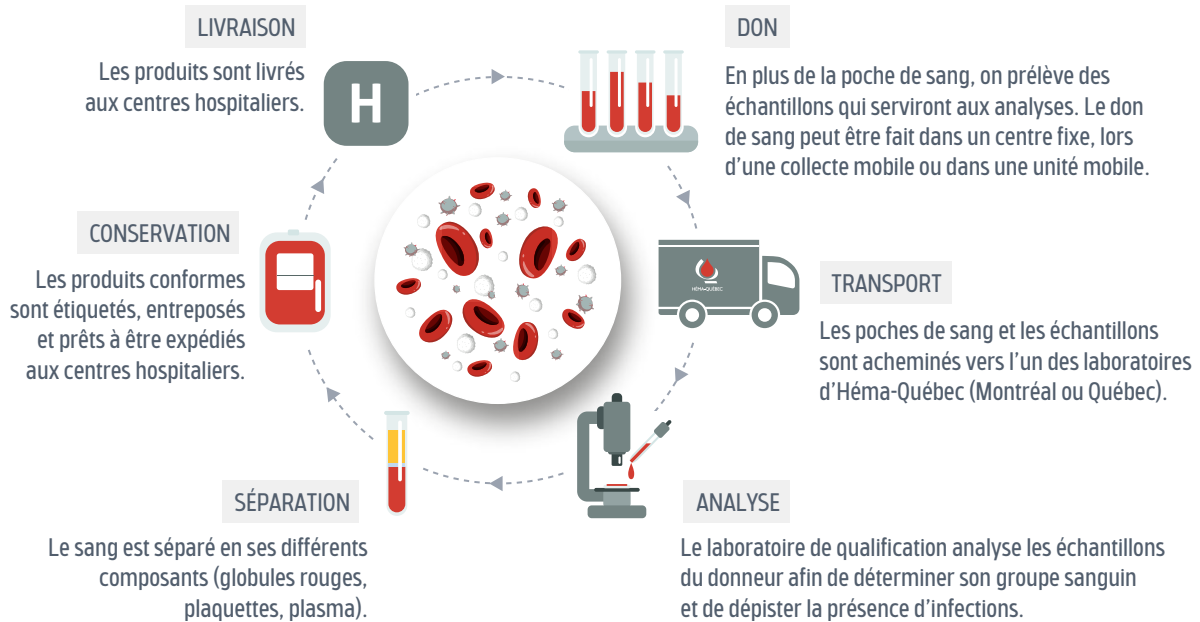 LIVRAISON
Les produits sont livrés
aux centres hospitaliers.
H
DON
En plus de la poche de sang, on prélève des
échantillons qui serviront aux analyses. Le don
de sang peut être fait dans un centre fixe, lors
d'une collecte mobile ou dans une unité mobile.
HÉMA-QUÉBEC
TRANSPORT
Les poches de sang et les échantillons
sont acheminés vers l'un des laboratoires
d'Héma-Québec (Montréal ou Québec).
ANALYSE
Le laboratoire de qualification analyse les échantillons
du donneur afin de déterminer son groupe sanguin
et de dépister la présence d'infections.
SÉPARATION
Le sang est séparé en ses différents
composants (globules rouges,
plaquettes, plasma).
CONSERVATION
Les produits conformes
sont étiquetés, entreposés
et prêts à être expédiés
aux centres hospitaliers.